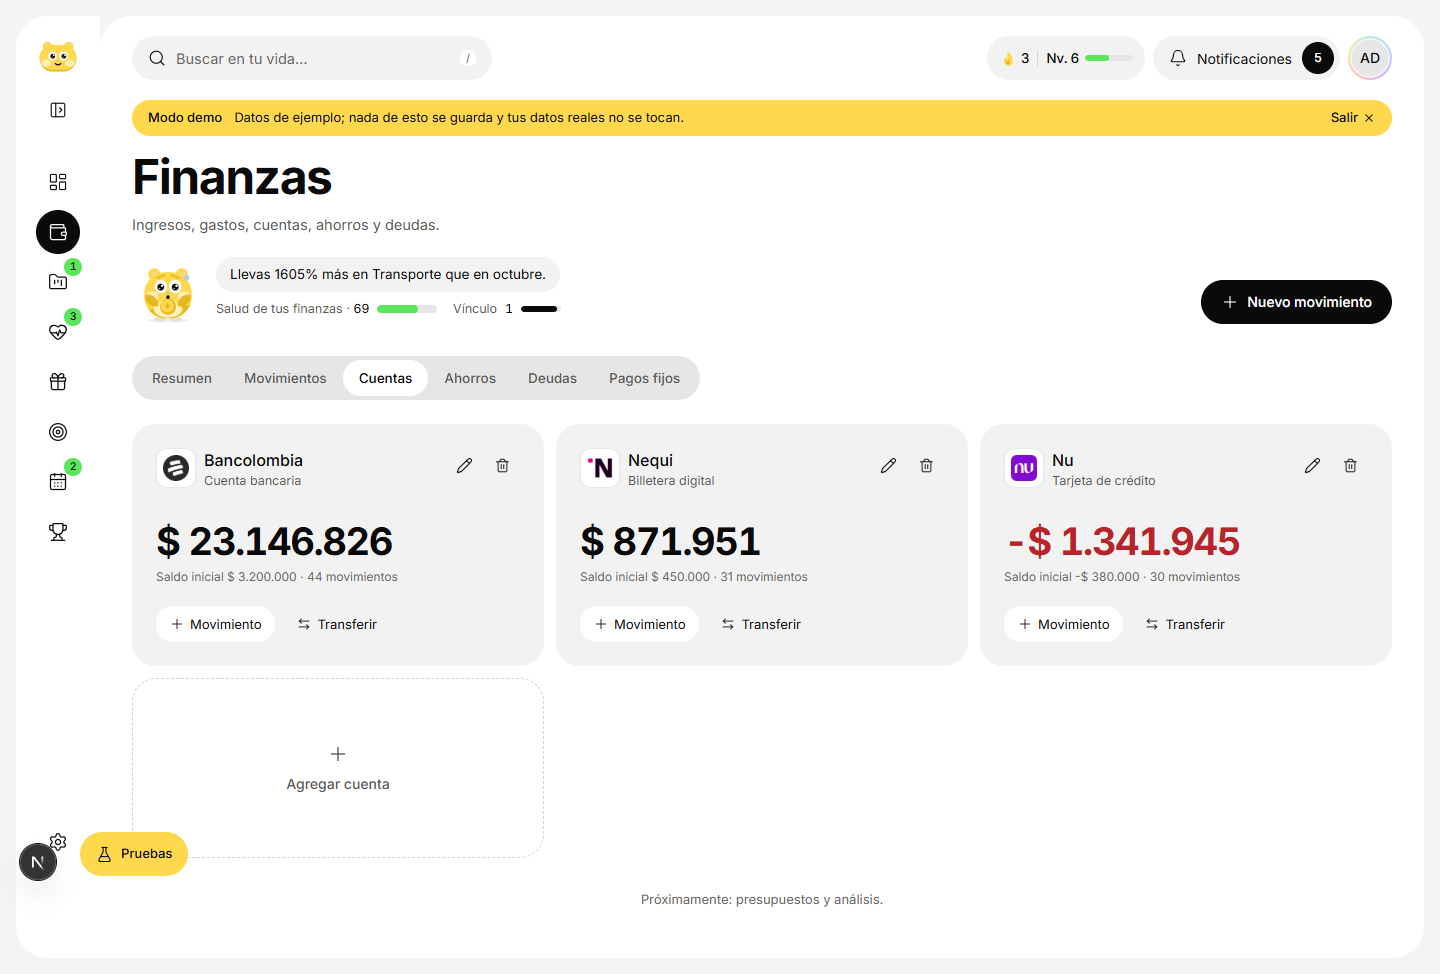 Buscar en tu vida...
/
3
Nv. 6
Notificaciones
5
AD
Modo demo Datos de ejemplo; nada de esto se guarda y tus datos reales no se tocan.
Salir
Finanzas
Ingresos, gastos, cuentas, ahorros y deudas.
1
3
2
Llevas 1605% más en Transporte que en octubre.
Salud de tus finanzas · 69
Vínculo 1
Nuevo movimiento
Resumen
Movimientos
Cuentas
Ahorros
Deudas
Pagos fijos
Bancolombia
Cuenta bancaria
$ 23.146.826
Saldo inicial $ 3.200.000 · 44 movimientos
Movimiento
Transferir
N
Nequi
Billetera digital
$ 871.951
Saldo inicial $ 450.000 · 31 movimientos
Movimiento
Transferir
nu
Nu
Tarjeta de crédito
-$ 1.341.945
Saldo inicial -$ 380.000 · 30 movimientos
Movimiento
Transferir
Agregar cuenta
N
Pruebas
Próximamente: presupuestos y análisis.